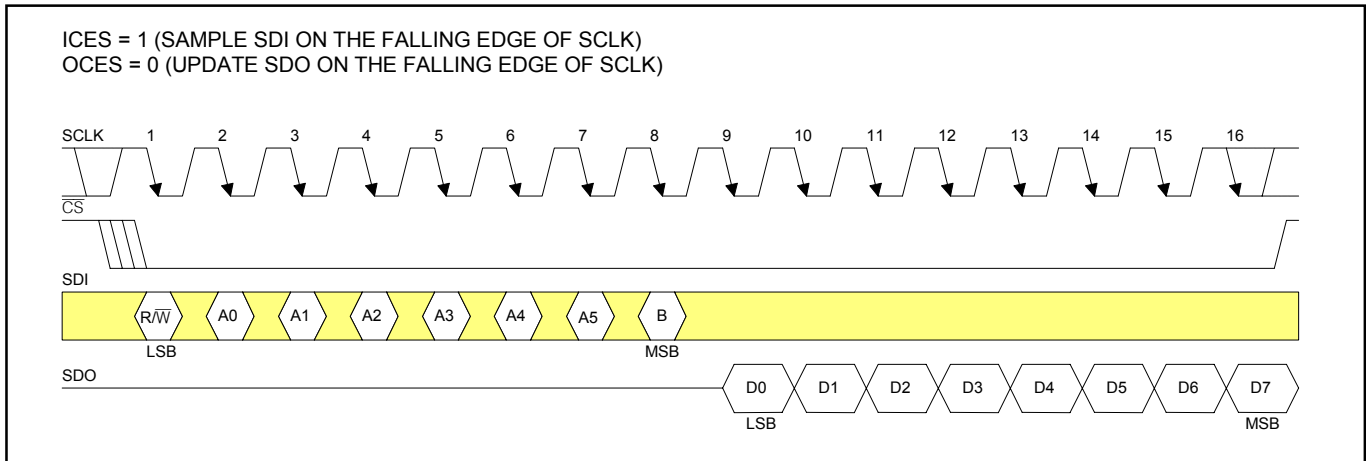 ICES = 1 (SAMPLE SDI ON THE FALLING EDGE OF SCLK)
OCES = 0 (UPDATE SDO ON THE FALLING EDGE OF SCLK)
SCLK 1 2 3 4 5 6 7 8 9 10 11 12 13 14 15 16
C̅S̅
SDI
R/W̅ A0 A1 A2 A3 A4 A5 B
LSB MSB
SDO
D0 D1 D2 D3 D4 D5 D6 D7
LSB MSB